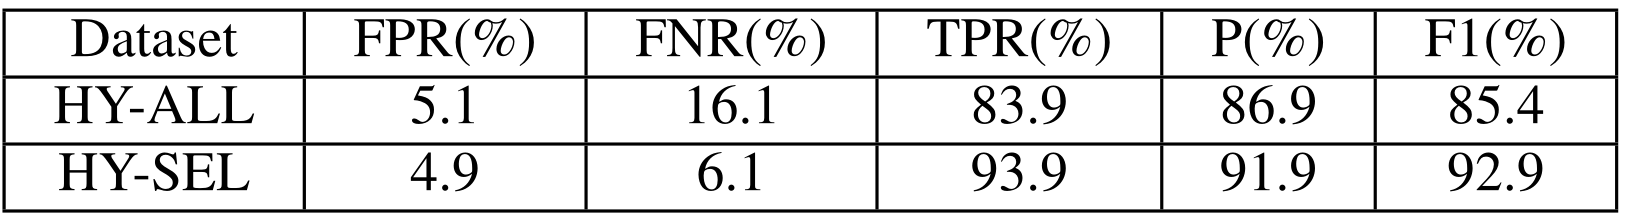 Dataset FPR(%) FNR(%) TPR(%) P(%) F1(%)
HY-ALL 5.1 16.1 83.9 86.9 85.4
HY-SEL 4.9 6.1 93.9 91.9 92.9